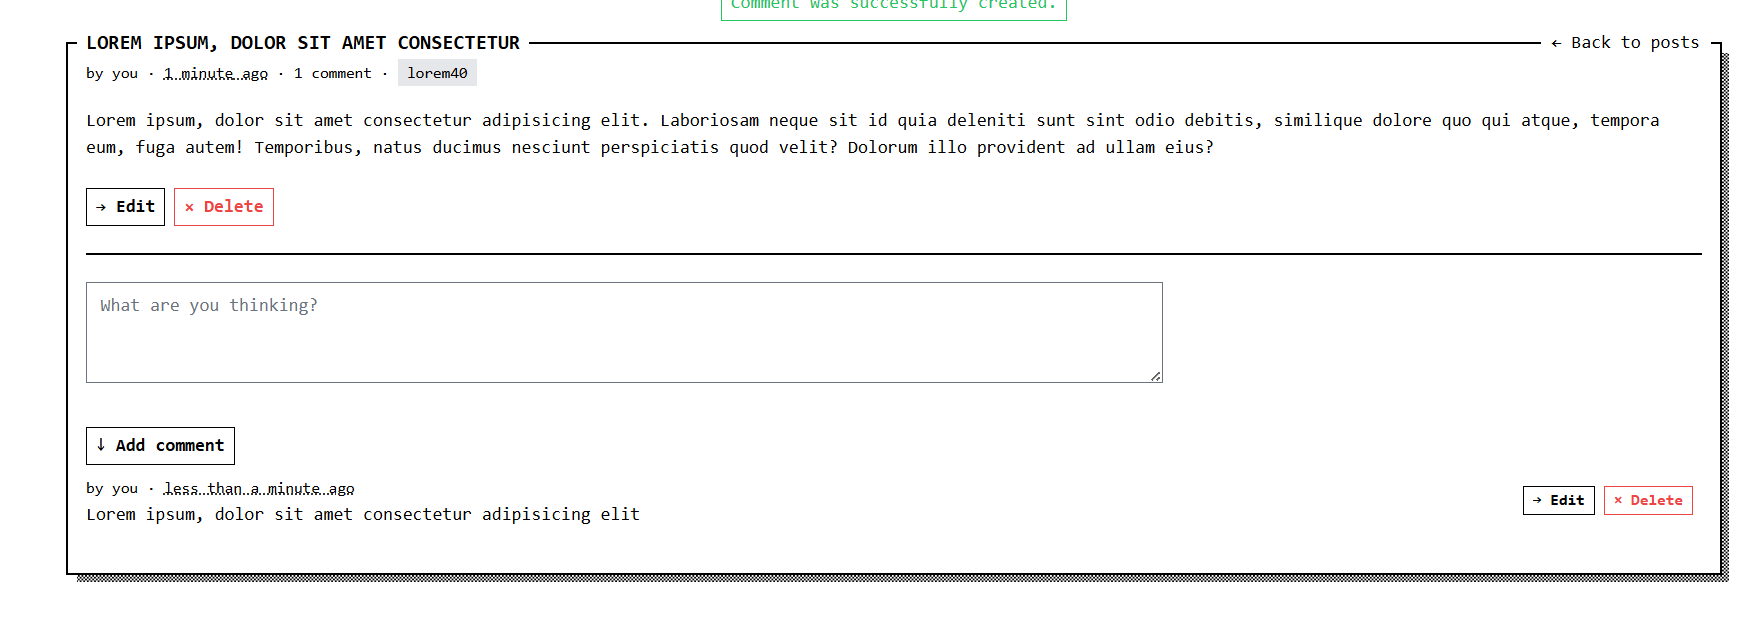 Comment was successfully created.
LOREM IPSUM, DOLOR SIT AMET CONSECTETUR
← Back to posts
by you · 1 minute ago · 1 comment · lorem40
Lorem ipsum, dolor sit amet consectetur adipisicing elit. Laboriosam neque sit id quia deleniti sunt sint odio debitis, similique dolore quo qui atque, tempora
eum, fuga autem! Temporibus, natus ducimus nesciunt perspiciatis quod velit? Dolorum illo provident ad ullam eius?
→ Edit × Delete
What are you thinking?
↓ Add comment
by you · less than a minute ago
→ Edit × Delete
Lorem ipsum, dolor sit amet consectetur adipisicing elit